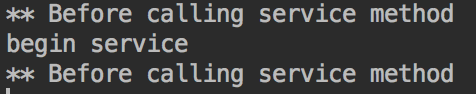 ** Before calling service method
begin service
** Before calling service method